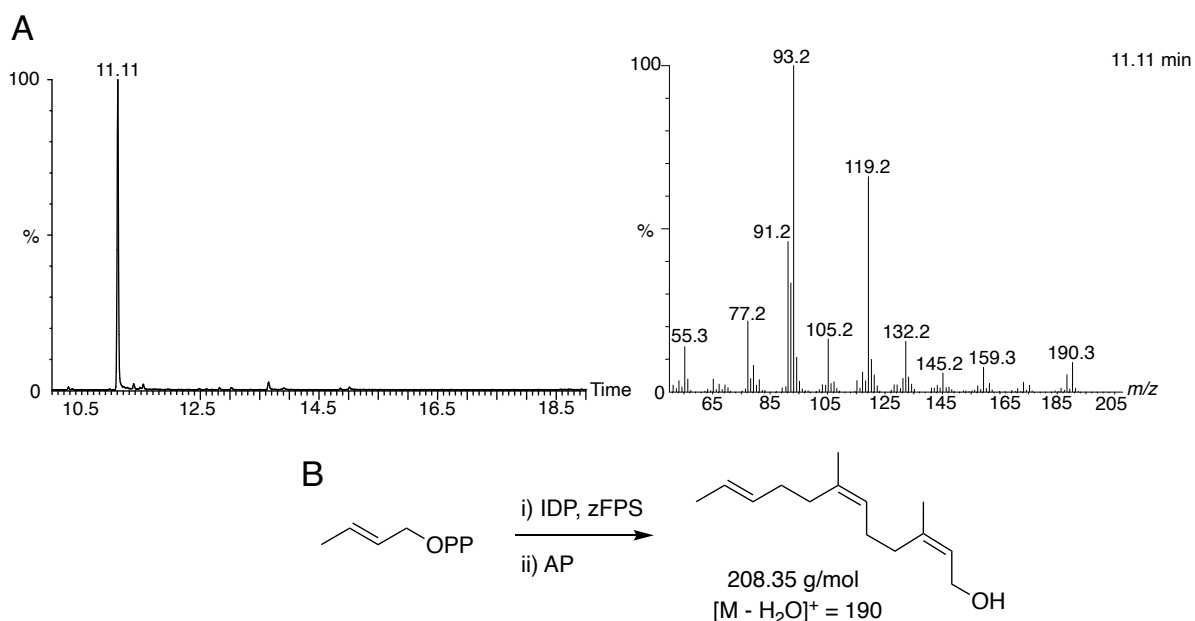 A
100
%
0
11.11
10.5 12.5 14.5 16.5 18.5 Time
11.11 min
100
%
0
55.3
77.2
91.2
93.2
105.2
119.2
132.2
145.2
159.3
190.3
65 85 105 125 145 165 185 205 m/z
B
OPP
i) IDP, zFPS
ii) AP
OH
208.35 g/mol
[M - H₂O]⁺ = 190